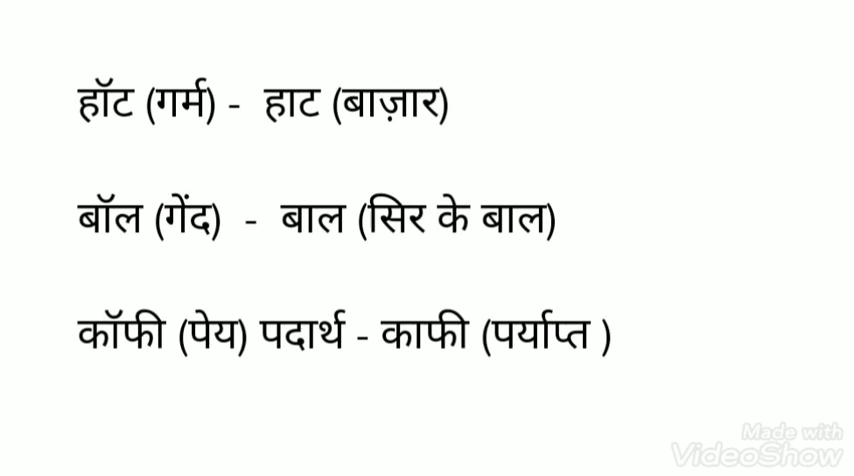 हॉट (गर्म) - हाट (बाज़ार)
बॉल (गेंद) - बाल (सिर के बाल)
कॉफी (पेय) पदार्थ - काफी (पर्याप्त )
Made with
VideoShow